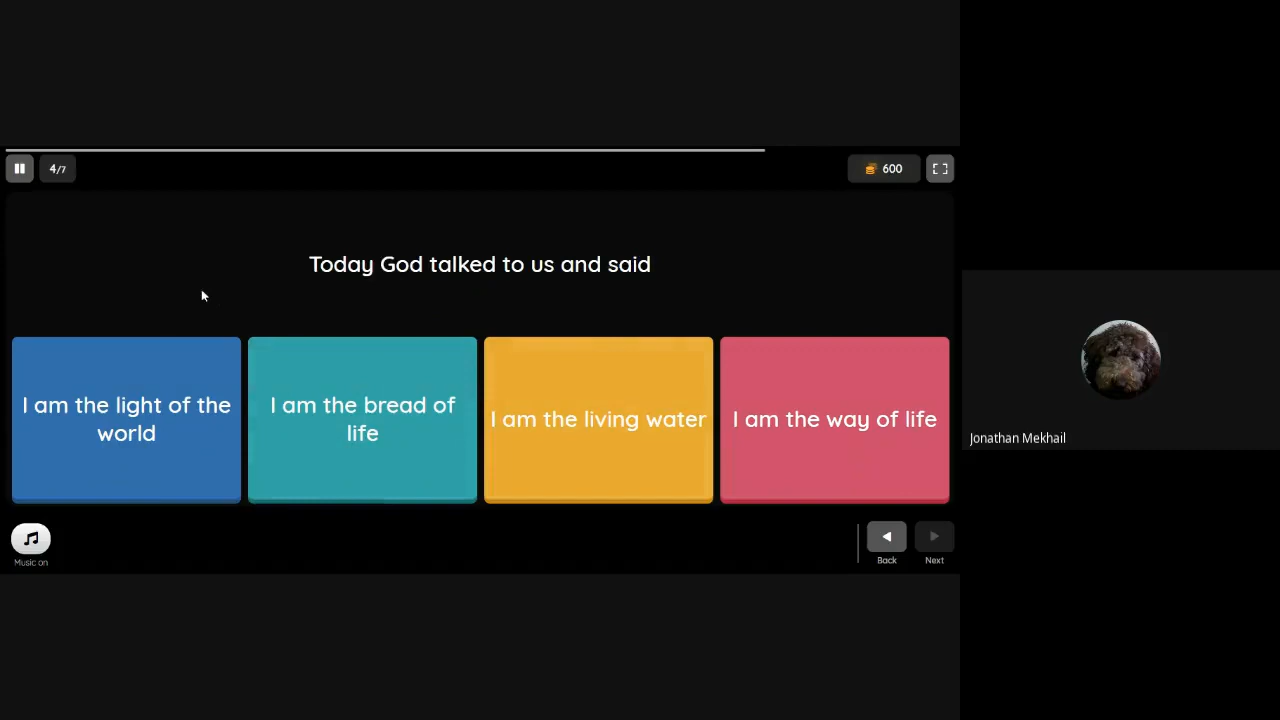 4/7
600
Today God talked to us and said
I am the light of the
world
I am the bread of
life
I am the living water
I am the way of life
Jonathan Mekhail
Music on
Back
Next